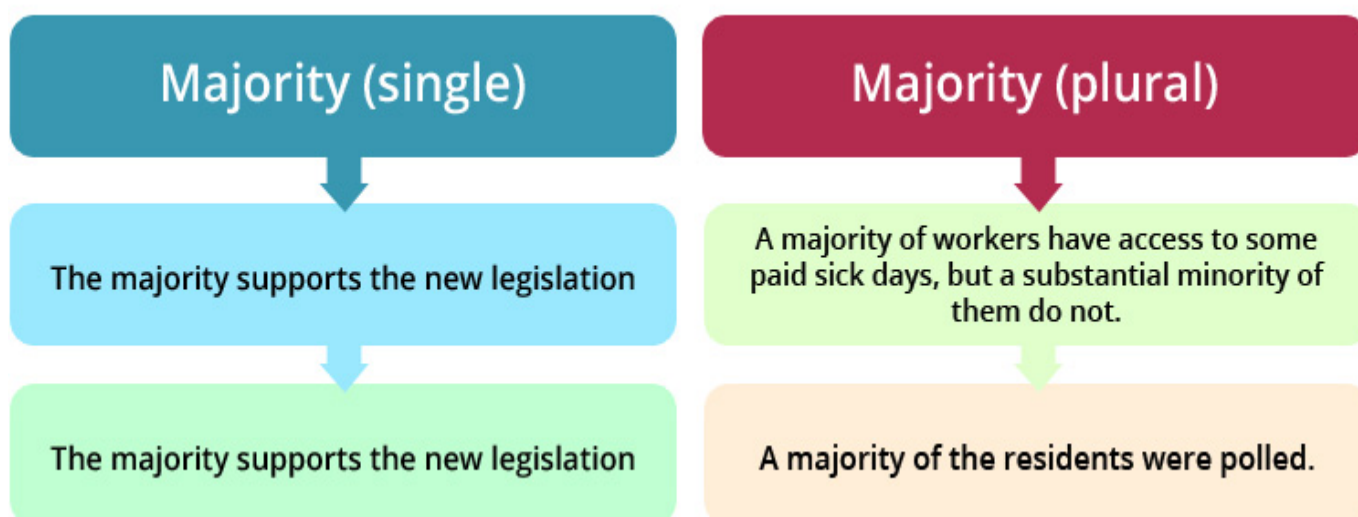 Majority (single)
The majority supports the new legislation
The majority supports the new legislation
Majority (plural)
A majority of workers have access to some
paid sick days, but a substantial minority of
them do not.
A majority of the residents were polled.